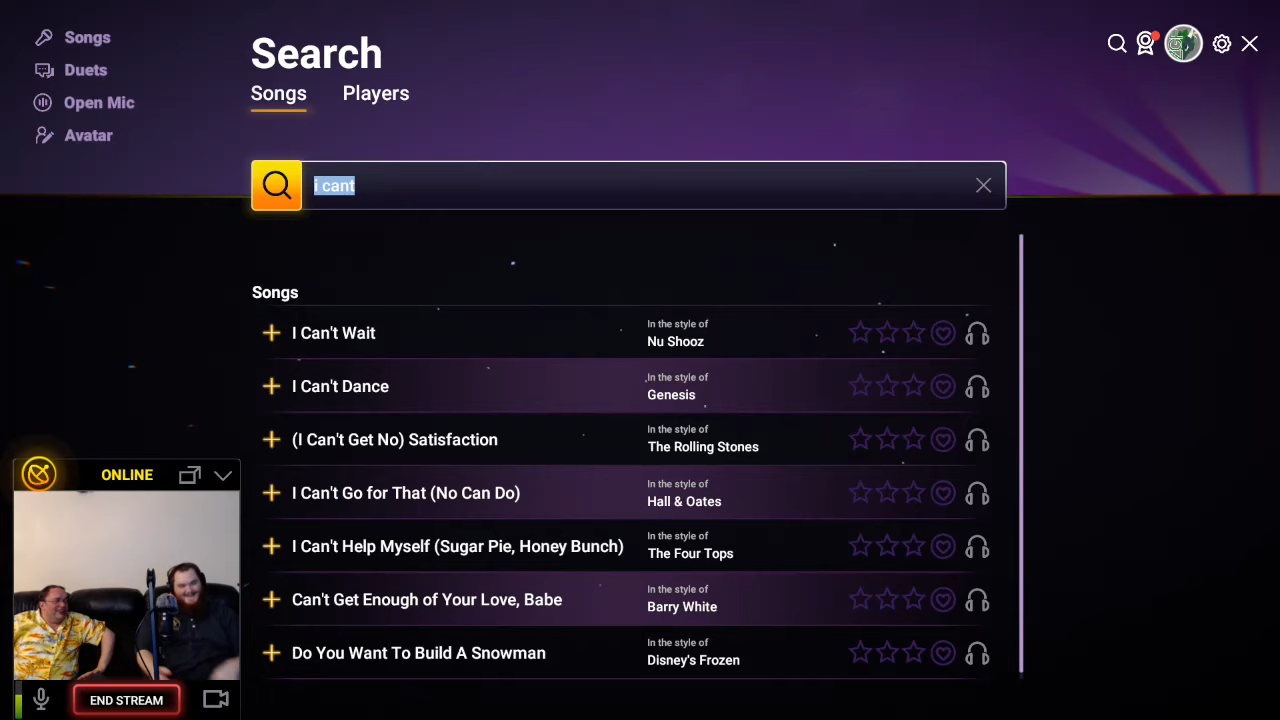 Songs
Duets
Open Mic
Avatar
Search
Songs Players
i cant
Songs
I Can't Wait
In the style of
Nu Shooz
I Can't Dance
In the style of
Genesis
(I Can't Get No) Satisfaction
In the style of
The Rolling Stones
I Can't Go for That (No Can Do)
In the style of
Hall & Oates
I Can't Help Myself (Sugar Pie, Honey Bunch)
In the style of
The Four Tops
Can't Get Enough of Your Love, Babe
In the style of
Barry White
Do You Want To Build A Snowman
In the style of
Disney's Frozen
ONLINE
END STREAM